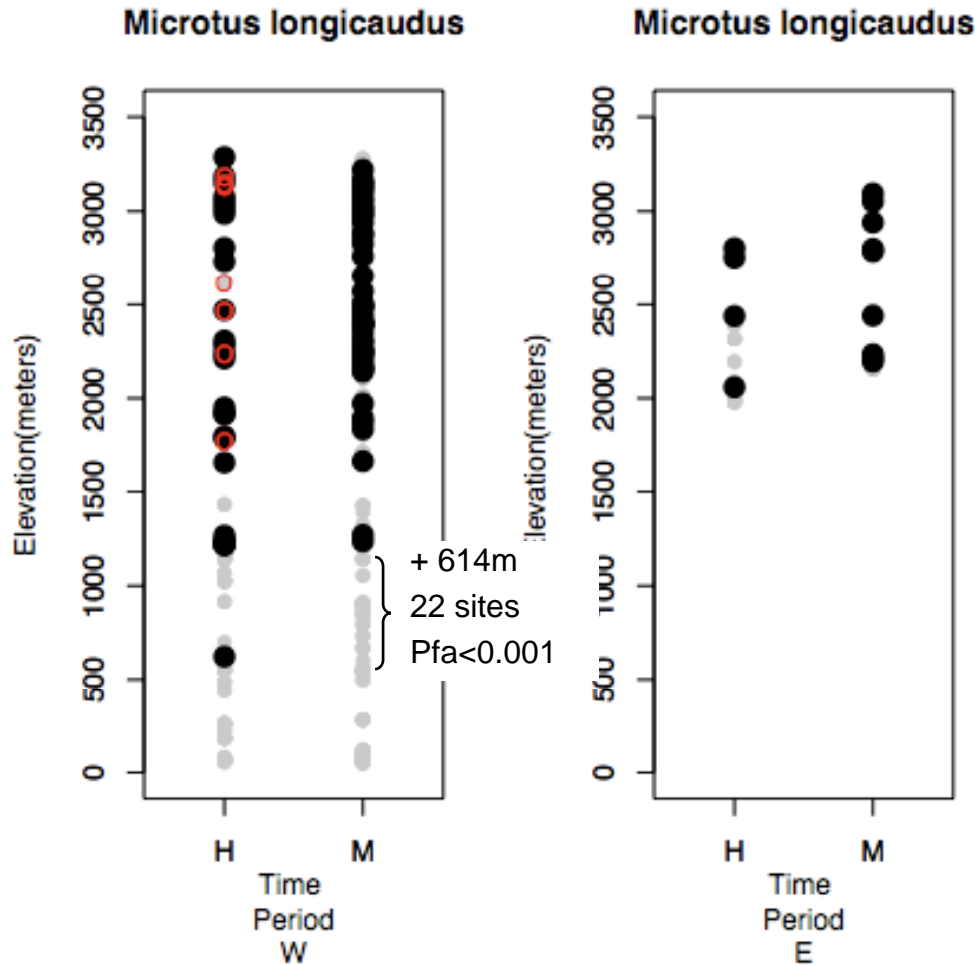 Microtus longicaudus
Elevation(meters)
3500
3000
2500
2000
1500
1000
500
0
+ 614m
22 sites
Pfa<0.001
H M
Time
Period
W
Microtus longicaudus
3500
3000
2500
2000
1500
0
H M
Time
Period
E